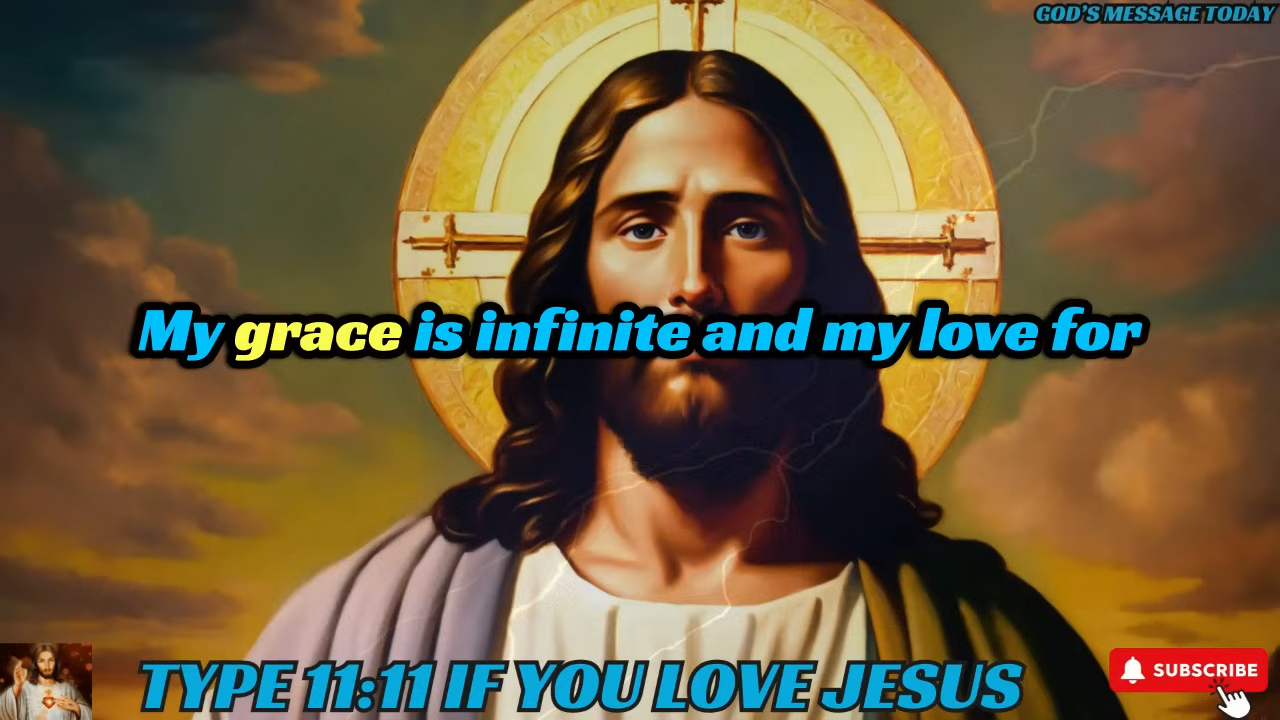 GOD'S MESSAGE TODAY
My grace is infinite and my love for
TYPE 11:11 IF YOU LOVE JESUS
SUBSCRIBE